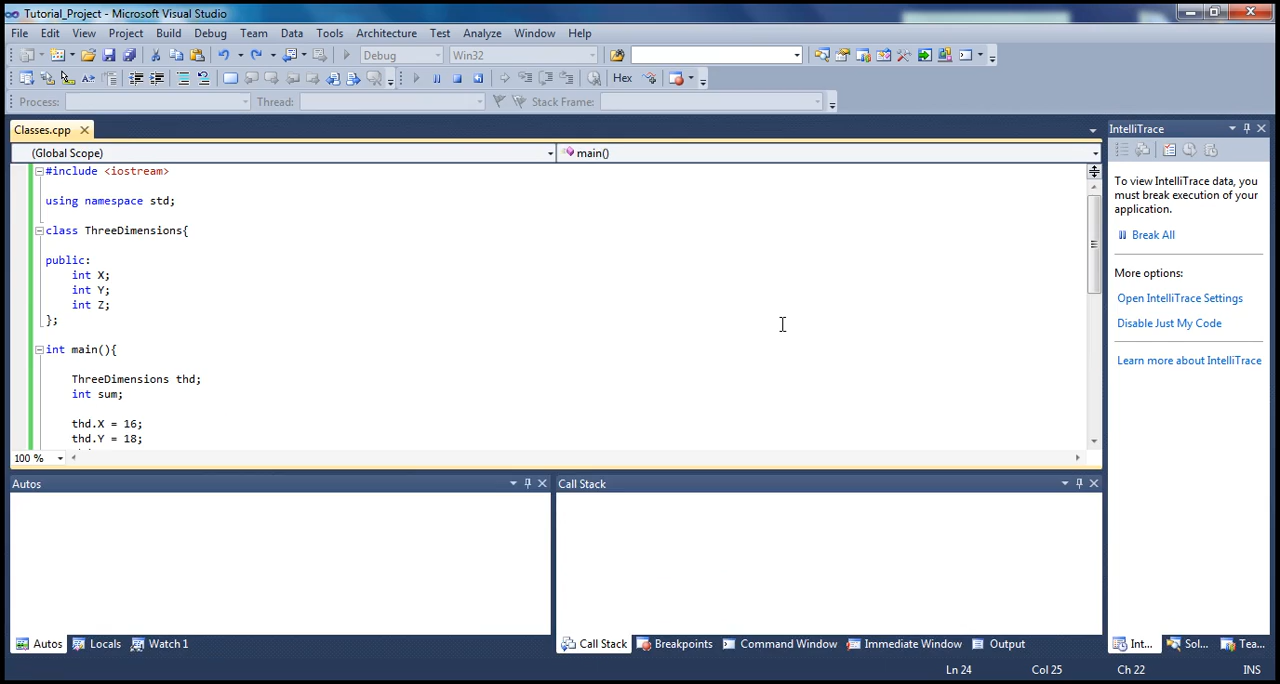 Tutorial_Project - Microsoft Visual Studio
File Edit View Project Build Debug Team Data Tools Architecture Test Analyze Window Help
Debug Win32
Hex
Process: Thread: Stack Frame:
Classes.cpp
(Global Scope) main()
#include <iostream>
using namespace std;
class ThreeDimensions{
public:
int X;
int Y;
int Z;
};
int main(){
ThreeDimensions thd;
int sum;
thd.X = 16;
thd.Y = 18;
100 %
IntelliTrace
To view IntelliTrace data, you
must break execution of your
application.
Break All
More options:
Open IntelliTrace Settings
Disable Just My Code
Learn more about IntelliTrace
Autos
Call Stack
Autos Locals Watch 1
Call Stack Breakpoints Command Window Immediate Window Output
Int... Sol... Tea...
Ln 24 Col 25 Ch 22 INS